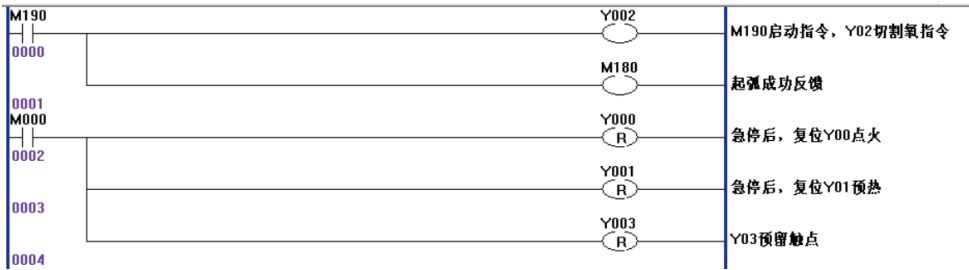 M190 Y002
M190启动指令，Y02切割氧指令
0000
M180
起弧成功反馈
0001
M000 Y000
R 急停后，复位Y00点火
0002
Y001
R 急停后，复位Y01预热
0003
Y003
R Y03预留触点
0004